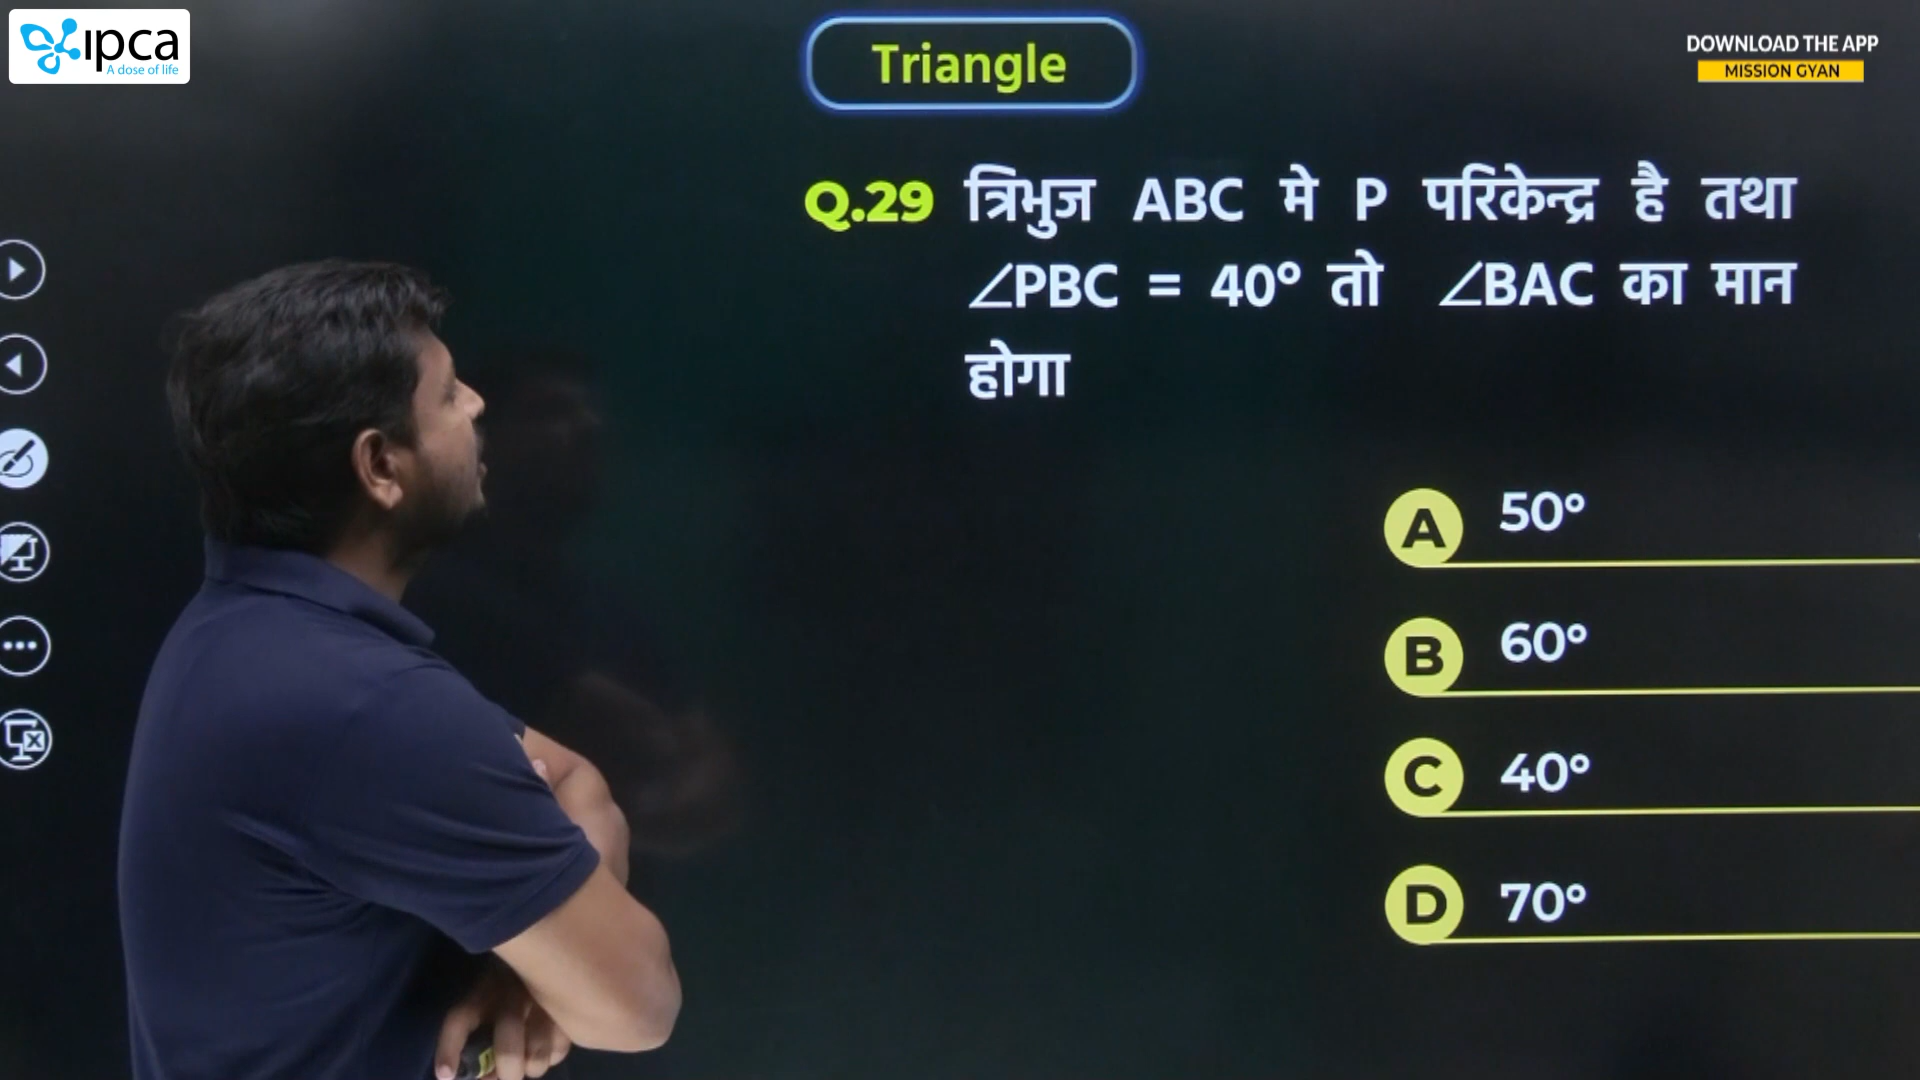 ipca
A dose of life
Triangle
DOWNLOAD THE APP
MISSION GYAN
Q.29 त्रिभुज ABC मे P परिकेन्द्र है तथा
∠PBC = 40° तो ∠BAC का मान
होगा
A 50°
B 60°
C 40°
D 70°